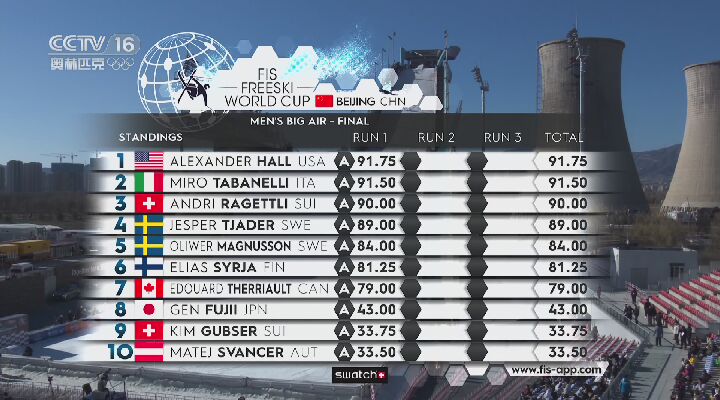 CCTV 16
奥林匹克
FIS
FREESKI
WORLD CUP BEIJING CHN
MEN'S BIG AIR - FINAL
STANDINGS RUN 1 RUN 2 RUN 3 TOTAL
1 ALEXANDER HALL USA A 91.75 91.75
2 MIRO TABANELLI ITA A 91.50 91.50
3 ANDRI RAGETTLI SUI A 90.00 90.00
4 JESPER TJADER SWE A 89.00 89.00
5 OLIWER MAGNUSSON SWE A 84.00 84.00
6 ELIAS SYRJA FIN A 81.25 81.25
7 EDOUARD THERRIAULT CAN A 79.00 79.00
8 GEN FUJII JPN A 43.00 43.00
9 KIM GUBSER SUI A 33.75 33.75
10 MATEJ SVANCER AUT A 33.50 33.50
swatch www.fis-app.com